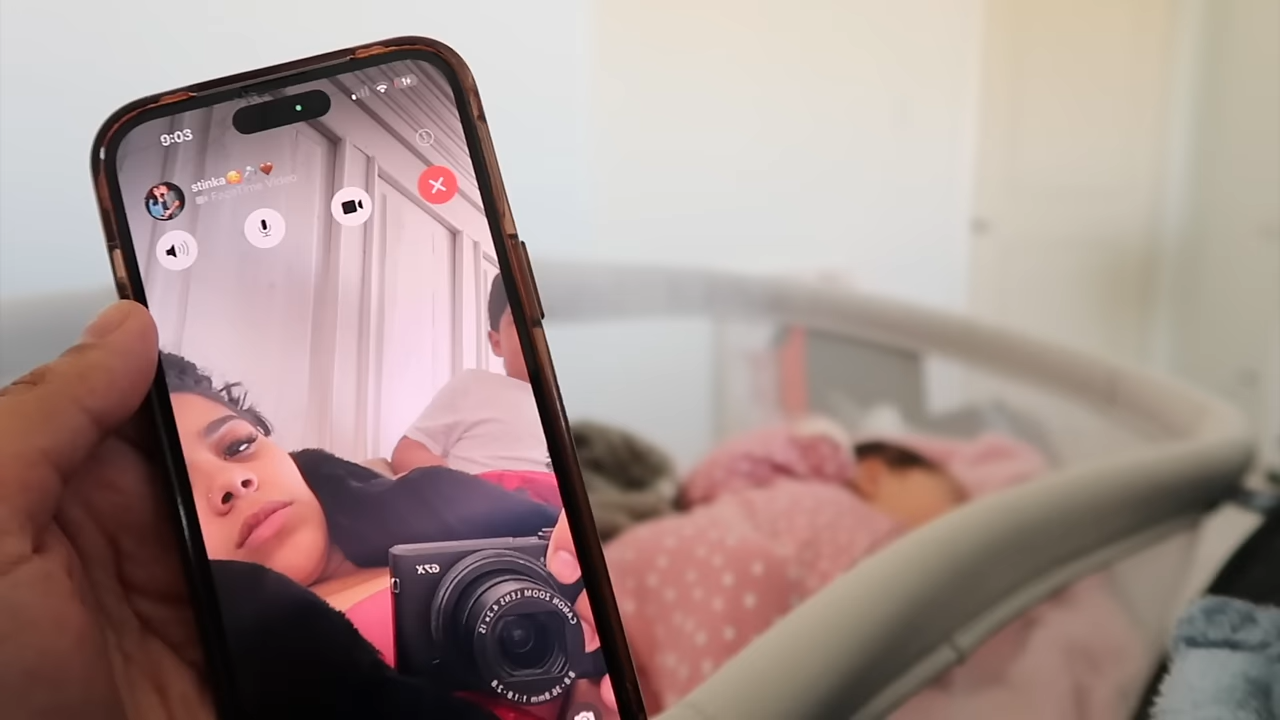 9:03
stinka🥰💍❤️
FaceTime Video
G7X
CANON ZOOM LENS 4.2x IS
8.8-36.8mm 1:1.8-2.8